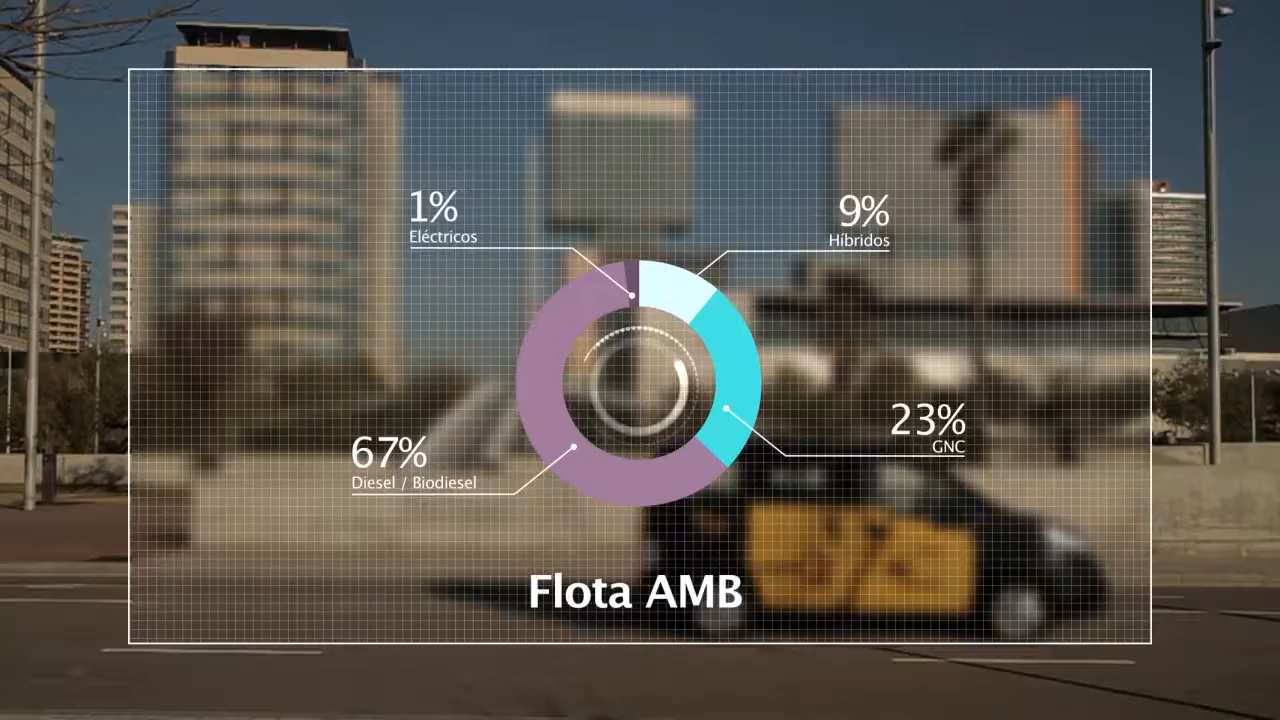 1%
Eléctricos
9%
Híbridos
23%
GNC
67%
Diesel / Biodiesel
Flota AMB